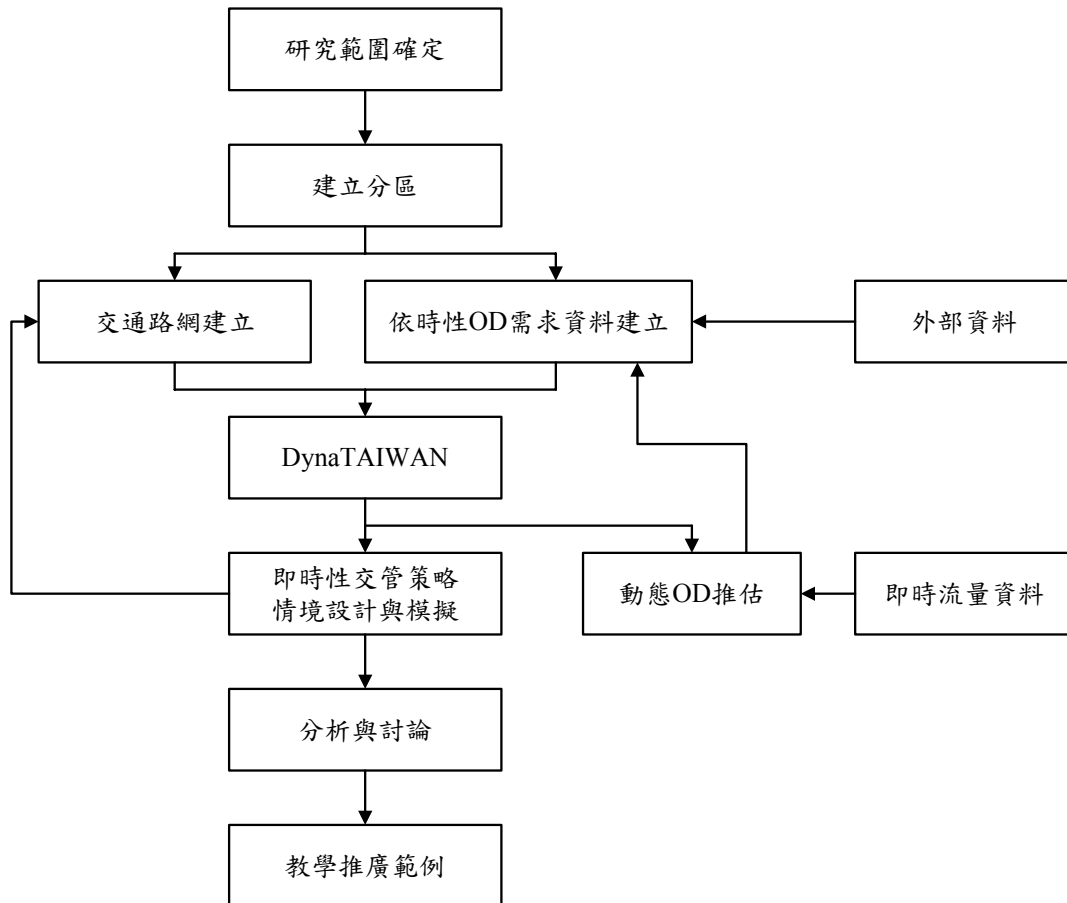 研究範圍確定
建立分區
交通路網建立
依時性OD需求資料建立
外部資料
DynaTAIWAN
即時性交管策略
情境設計與模擬
動態OD推估
即時流量資料
分析與討論
教學推廣範例